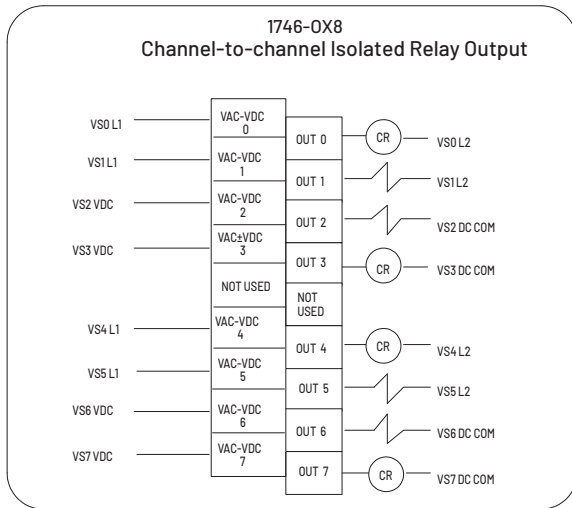 1746-OX8
Channel-to-channel Isolated Relay Output
VS0 L1
VAC-VDC
0
OUT 0
CR
VS0 L2
VS1 L1
VAC-VDC
1
OUT 1
VS1 L2
VS2 VDC
VAC-VDC
2
OUT 2
VS2 DC COM
VS3 VDC
VAC±VDC
3
OUT 3
CR
VS3 DC COM
NOT USED
NOT
USED
VS4 L1
VAC-VDC
4
OUT 4
CR
VS4 L2
VS5 L1
VAC-VDC
5
OUT 5
VS5 L2
VS6 VDC
VAC-VDC
6
OUT 6
VS6 DC COM
VS7 VDC
VAC-VDC
7
OUT 7
CR
VS7 DC COM